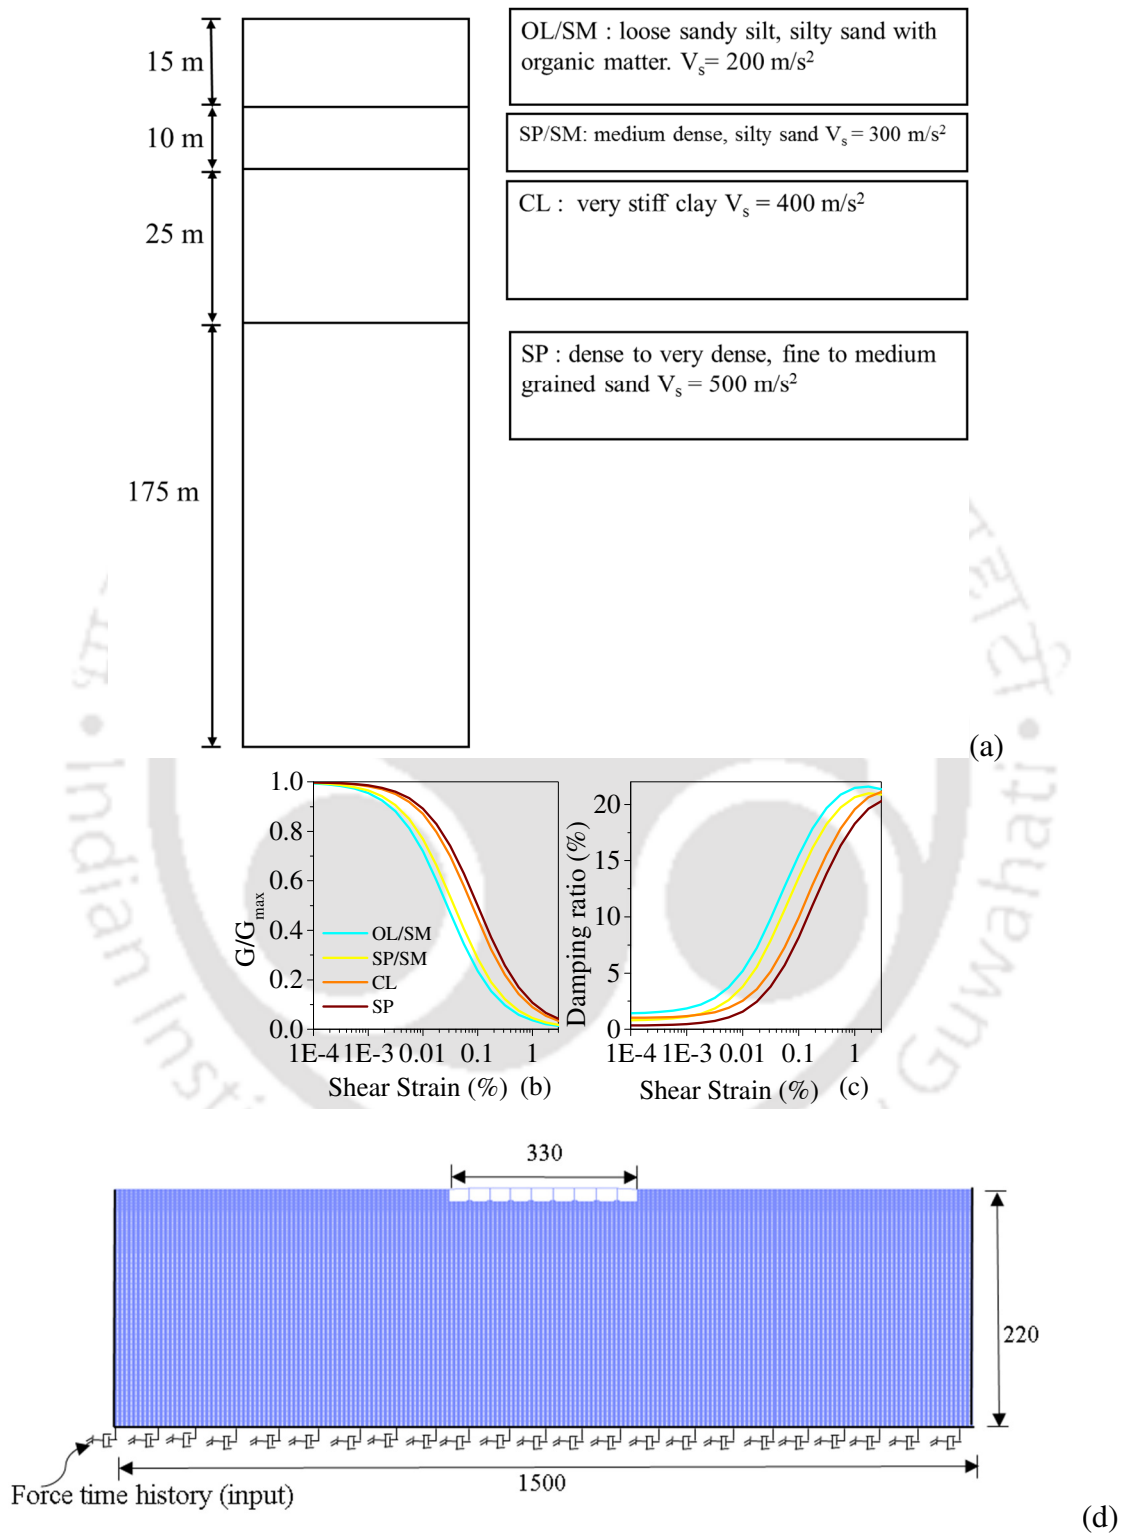 15 m
OL/SM : loose sandy silt, silty sand with
organic matter. Vₛ= 200 m/s²
10 m
SP/SM: medium dense, silty sand Vₛ = 300 m/s²
25 m
CL : very stiff clay Vₛ = 400 m/s²
175 m
SP : dense to very dense, fine to medium
grained sand Vₛ = 500 m/s²
(a)
Indian Insti
Guwahati
1.0
0.8
0.6
0.4
0.2
0.0
G/Gmax
OL/SM
SP/SM
CL
SP
1E-4 1E-3 0.01 0.1 1
Shear Strain (%) (b)
20
15
10
5
0
Damping ratio (%)
1E-4 1E-3 0.01 0.1 1
Shear Strain (%) (c)
330
220
1500
Force time history (input)
(d)